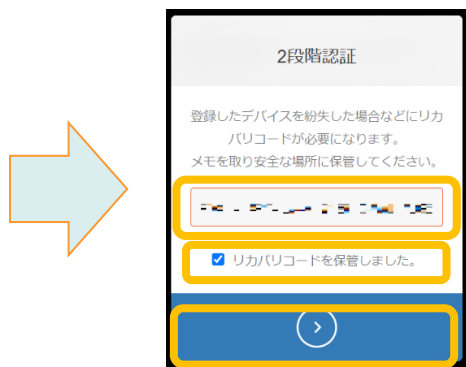 2段階認証
登録したデバイスを紛失した場合などにリカ
バリコードが必要になります。
メモを取り安全な場所に保管してください。
リカバリコードを保管しました。